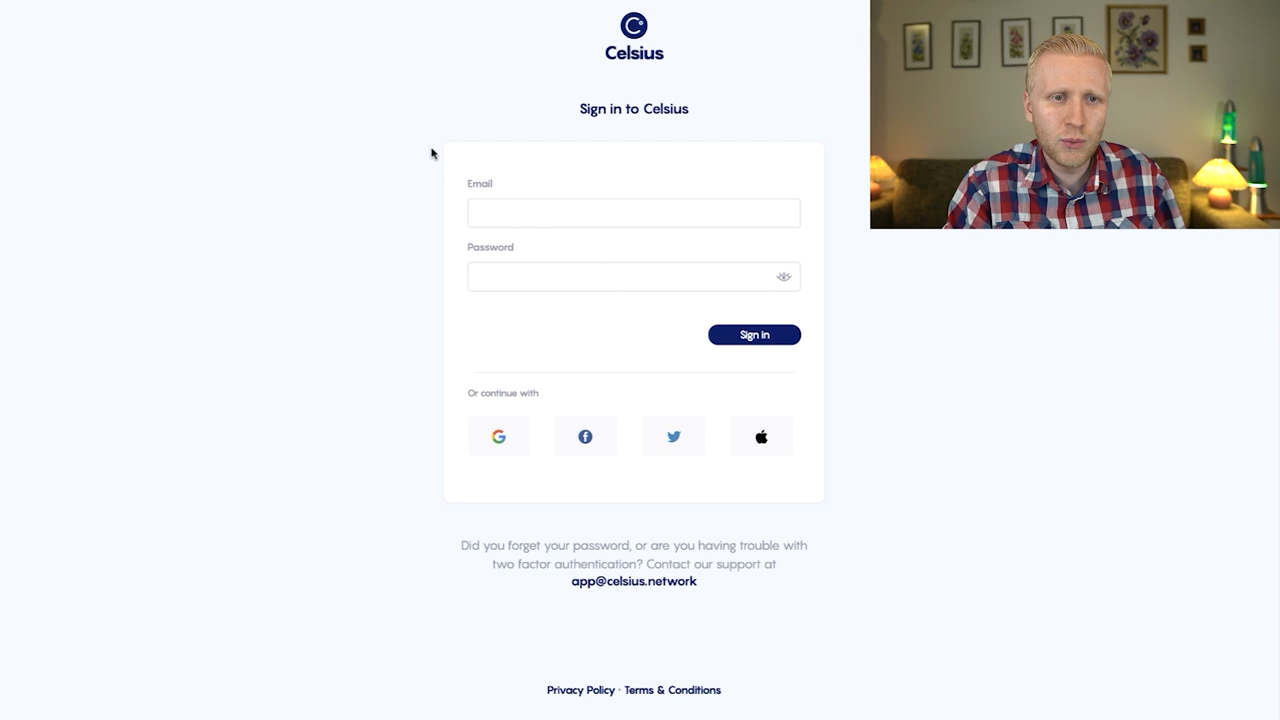 Celsius
Sign in to Celsius
Email
Password
Sign in
Or continue with
Did you forget your password, or are you having trouble with
two factor authentication? Contact our support at
app@celsius.network
Privacy Policy · Terms & Conditions